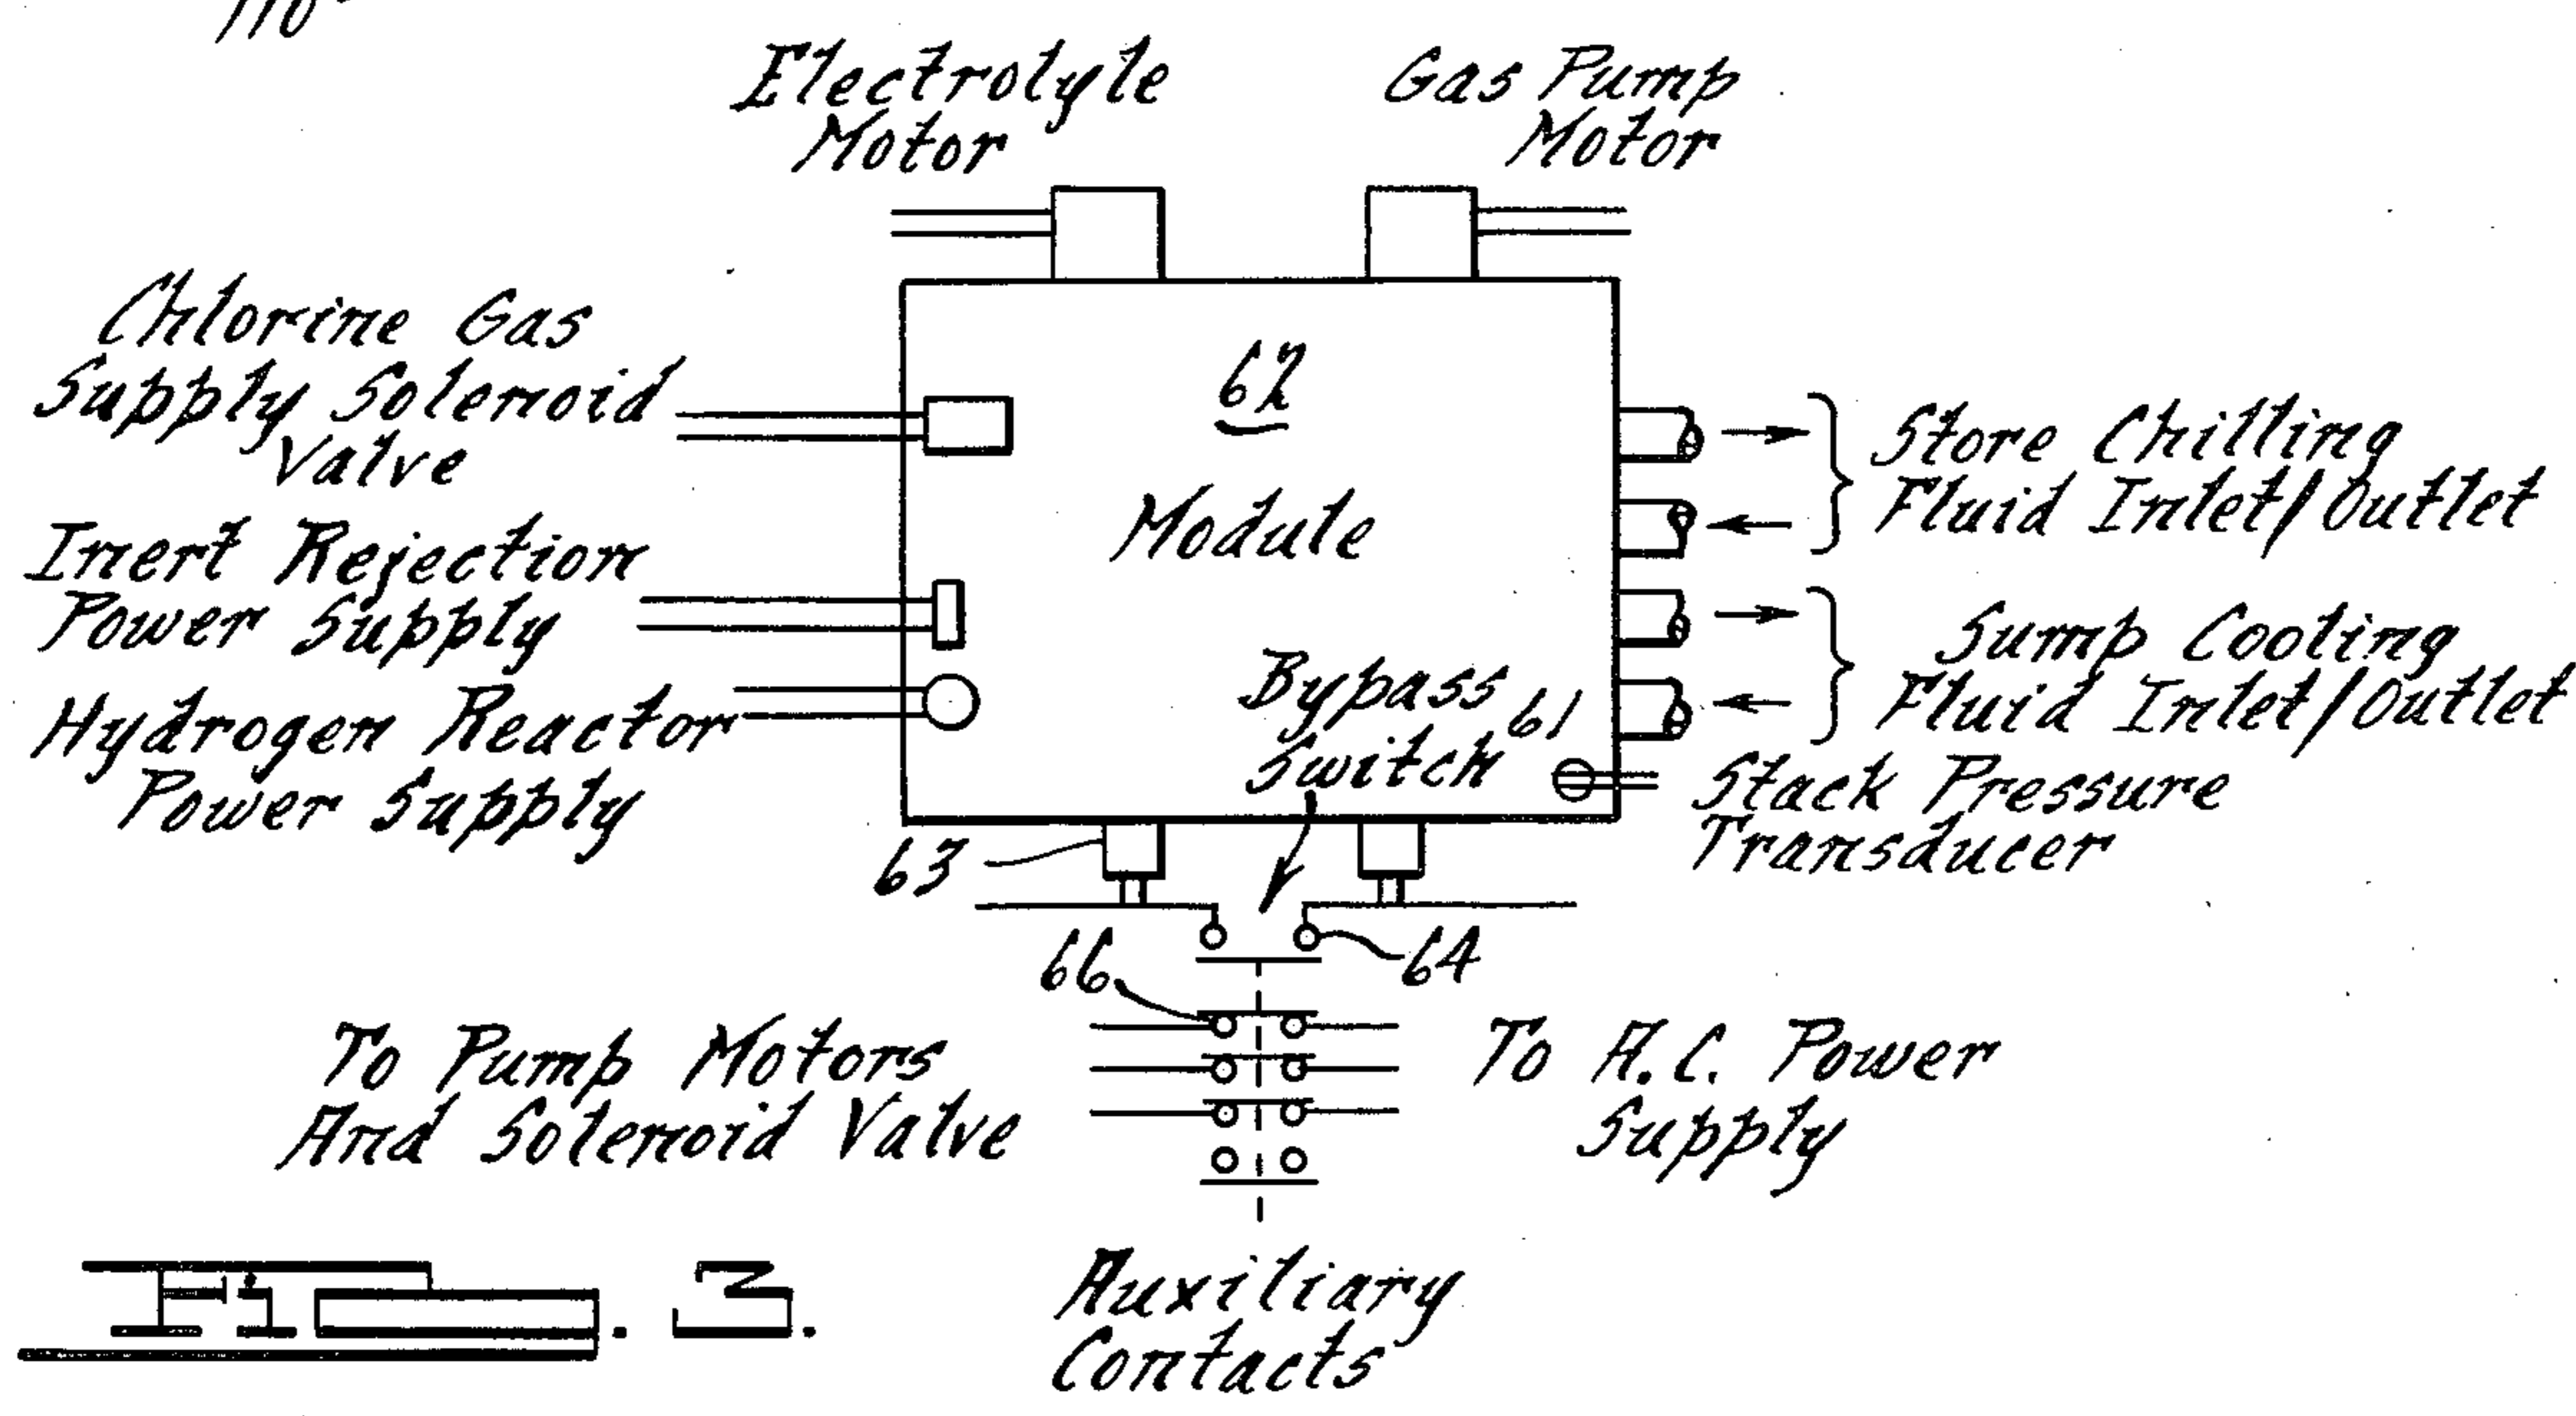 110
Electrolyte
Motor
Gas Pump
Motor
Chlorine Gas
Supply Solenoid
Valve
62
Module
Store Chilling
Fluid Inlet/Outlet
Inert Rejection
Power Supply
Sump Cooling
Fluid Inlet/Outlet
Hydrogen Reactor
Power Supply
Bypass
Switch
61
Stack Pressure
Transducer
63
64
66
To Pump Motors
And Solenoid Valve
To A.C. Power
Supply
Auxiliary
Contacts
Fig. 3.